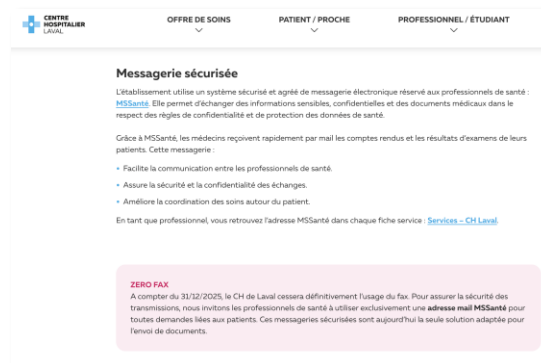 CENTRE
HOSPITALIER
LAVAL
OFFRE DE SOINS
PATIENT / PROCHE
PROFESSIONNEL / ÉTUDIANT
Messagerie sécurisée
L'établissement utilise un système sécurisé et agréé de messagerie électronique réservé aux professionnels de santé :
MSSanté. Elle permet d'échanger des informations sensibles, confidentielles et des documents médicaux dans le
respect des règles de confidentialité et de protection des données de santé.
Grâce à MSSanté, les médecins reçoivent rapidement par mail les comptes rendus et les résultats d'examens de leurs
patients. Cette messagerie :
• Facilite la communication entre les professionnels de santé.
• Assure la sécurité et la confidentialité des échanges.
• Améliore la coordination des soins autour du patient.
En tant que professionnel, vous retrouvez l'adresse MSSanté dans chaque fiche service : Services – CH Laval.
ZERO FAX
A compter du 31/12/2025, le CH de Laval cessera définitivement l'usage du fax. Pour assurer la sécurité des
transmissions, nous invitons les professionnels de santé à utiliser exclusivement une adresse mail MSSanté pour
toutes demandes liées aux patients. Ces messageries sécurisées sont aujourd'hui la seule solution adaptée pour
l'envoi de documents.